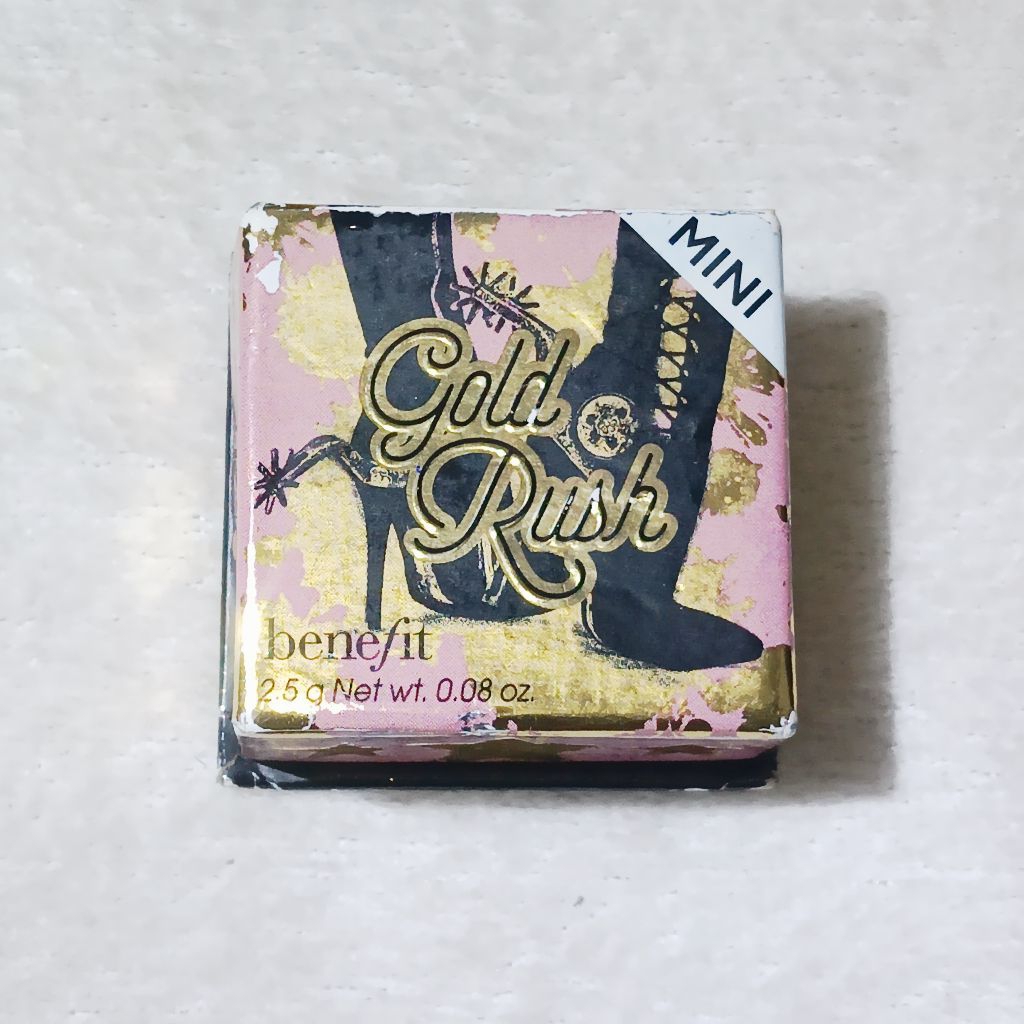 MINI
Gold
Rush
benefit
2.5 g Net wt. 0.08 oz.